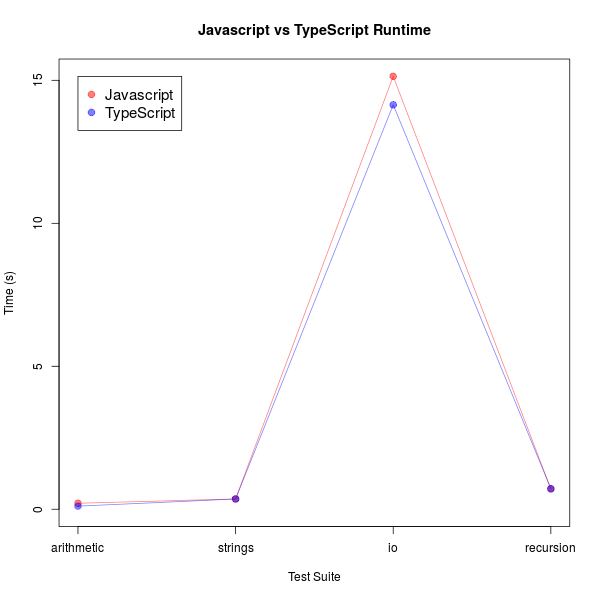 Javascript vs TypeScript Runtime
Javascript
TypeScript
Time (s)
15
10
5
0
arithmetic strings io recursion
Test Suite